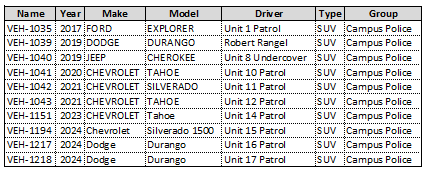 Name Year Make Model Driver Type Group
VEH-1035 2017 FORD EXPLORER Unit 1 Patrol SUV Campus Police
VEH-1039 2019 DODGE DURANGO Robert Rangel SUV Campus Police
VEH-1040 2019 JEEP CHEROKEE Unit 8 Undercover SUV Campus Police
VEH-1041 2020 CHEVROLET TAHOE Unit 10 Patrol SUV Campus Police
VEH-1042 2021 CHEVROLET SILVERADO Unit 11 Patrol SUV Campus Police
VEH-1043 2021 CHEVROLET TAHOE Unit 12 Patrol SUV Campus Police
VEH-1151 2023 CHEVROLET Tahoe Unit 14 Patrol SUV Campus Police
VEH-1194 2024 Chevrolet Silverado 1500 Unit 15 Patrol SUV Campus Police
VEH-1217 2024 Dodge Durango Unit 16 Patrol SUV Campus Police
VEH-1218 2024 Dodge Durango Unit 17 Patrol SUV Campus Police